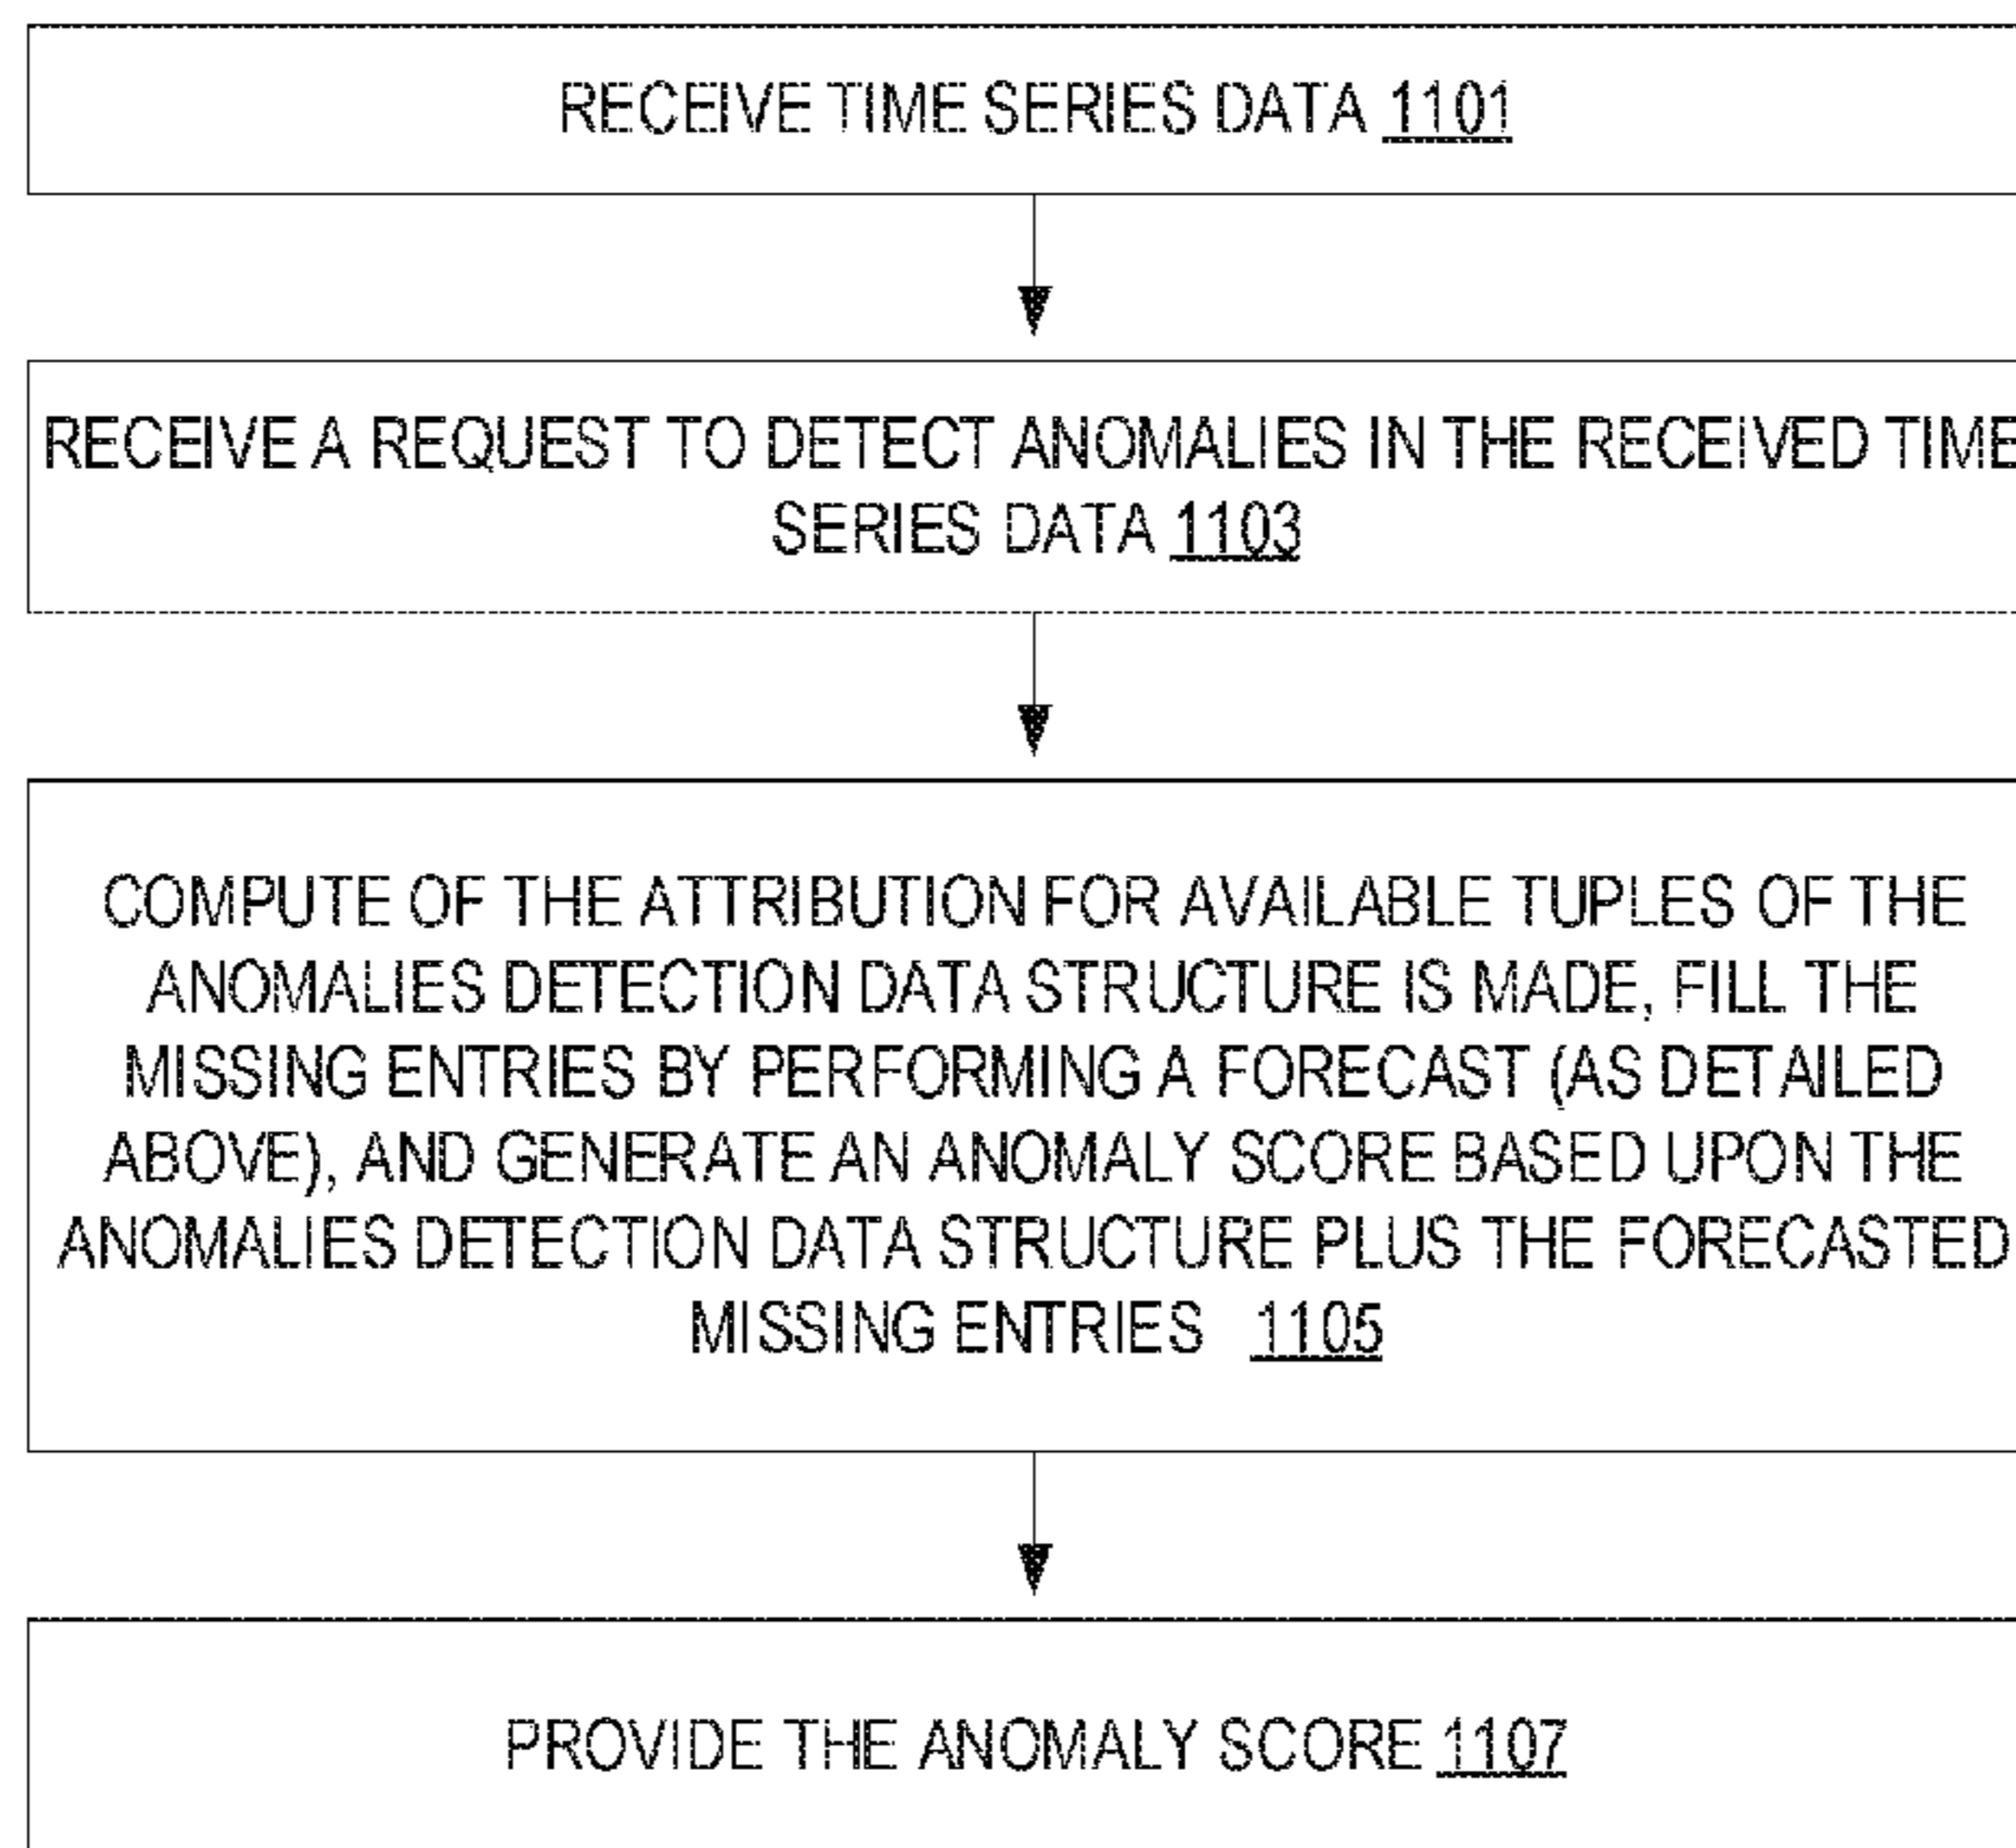 RECEIVE TIME SERIES DATA 1101
RECEIVE A REQUEST TO DETECT ANOMALIES IN THE RECEIVED TIME
SERIES DATA 1103
COMPUTE OF THE ATTRIBUTION FOR AVAILABLE TUPLES OF THE
ANOMALIES DETECTION DATA STRUCTURE IS MADE, FILL THE
MISSING ENTRIES BY PERFORMING A FORECAST (AS DETAILED
ABOVE), AND GENERATE AN ANOMALY SCORE BASED UPON THE
ANOMALIES DETECTION DATA STRUCTURE PLUS THE FORECASTED
MISSING ENTRIES 1105
PROVIDE THE ANOMALY SCORE 1107